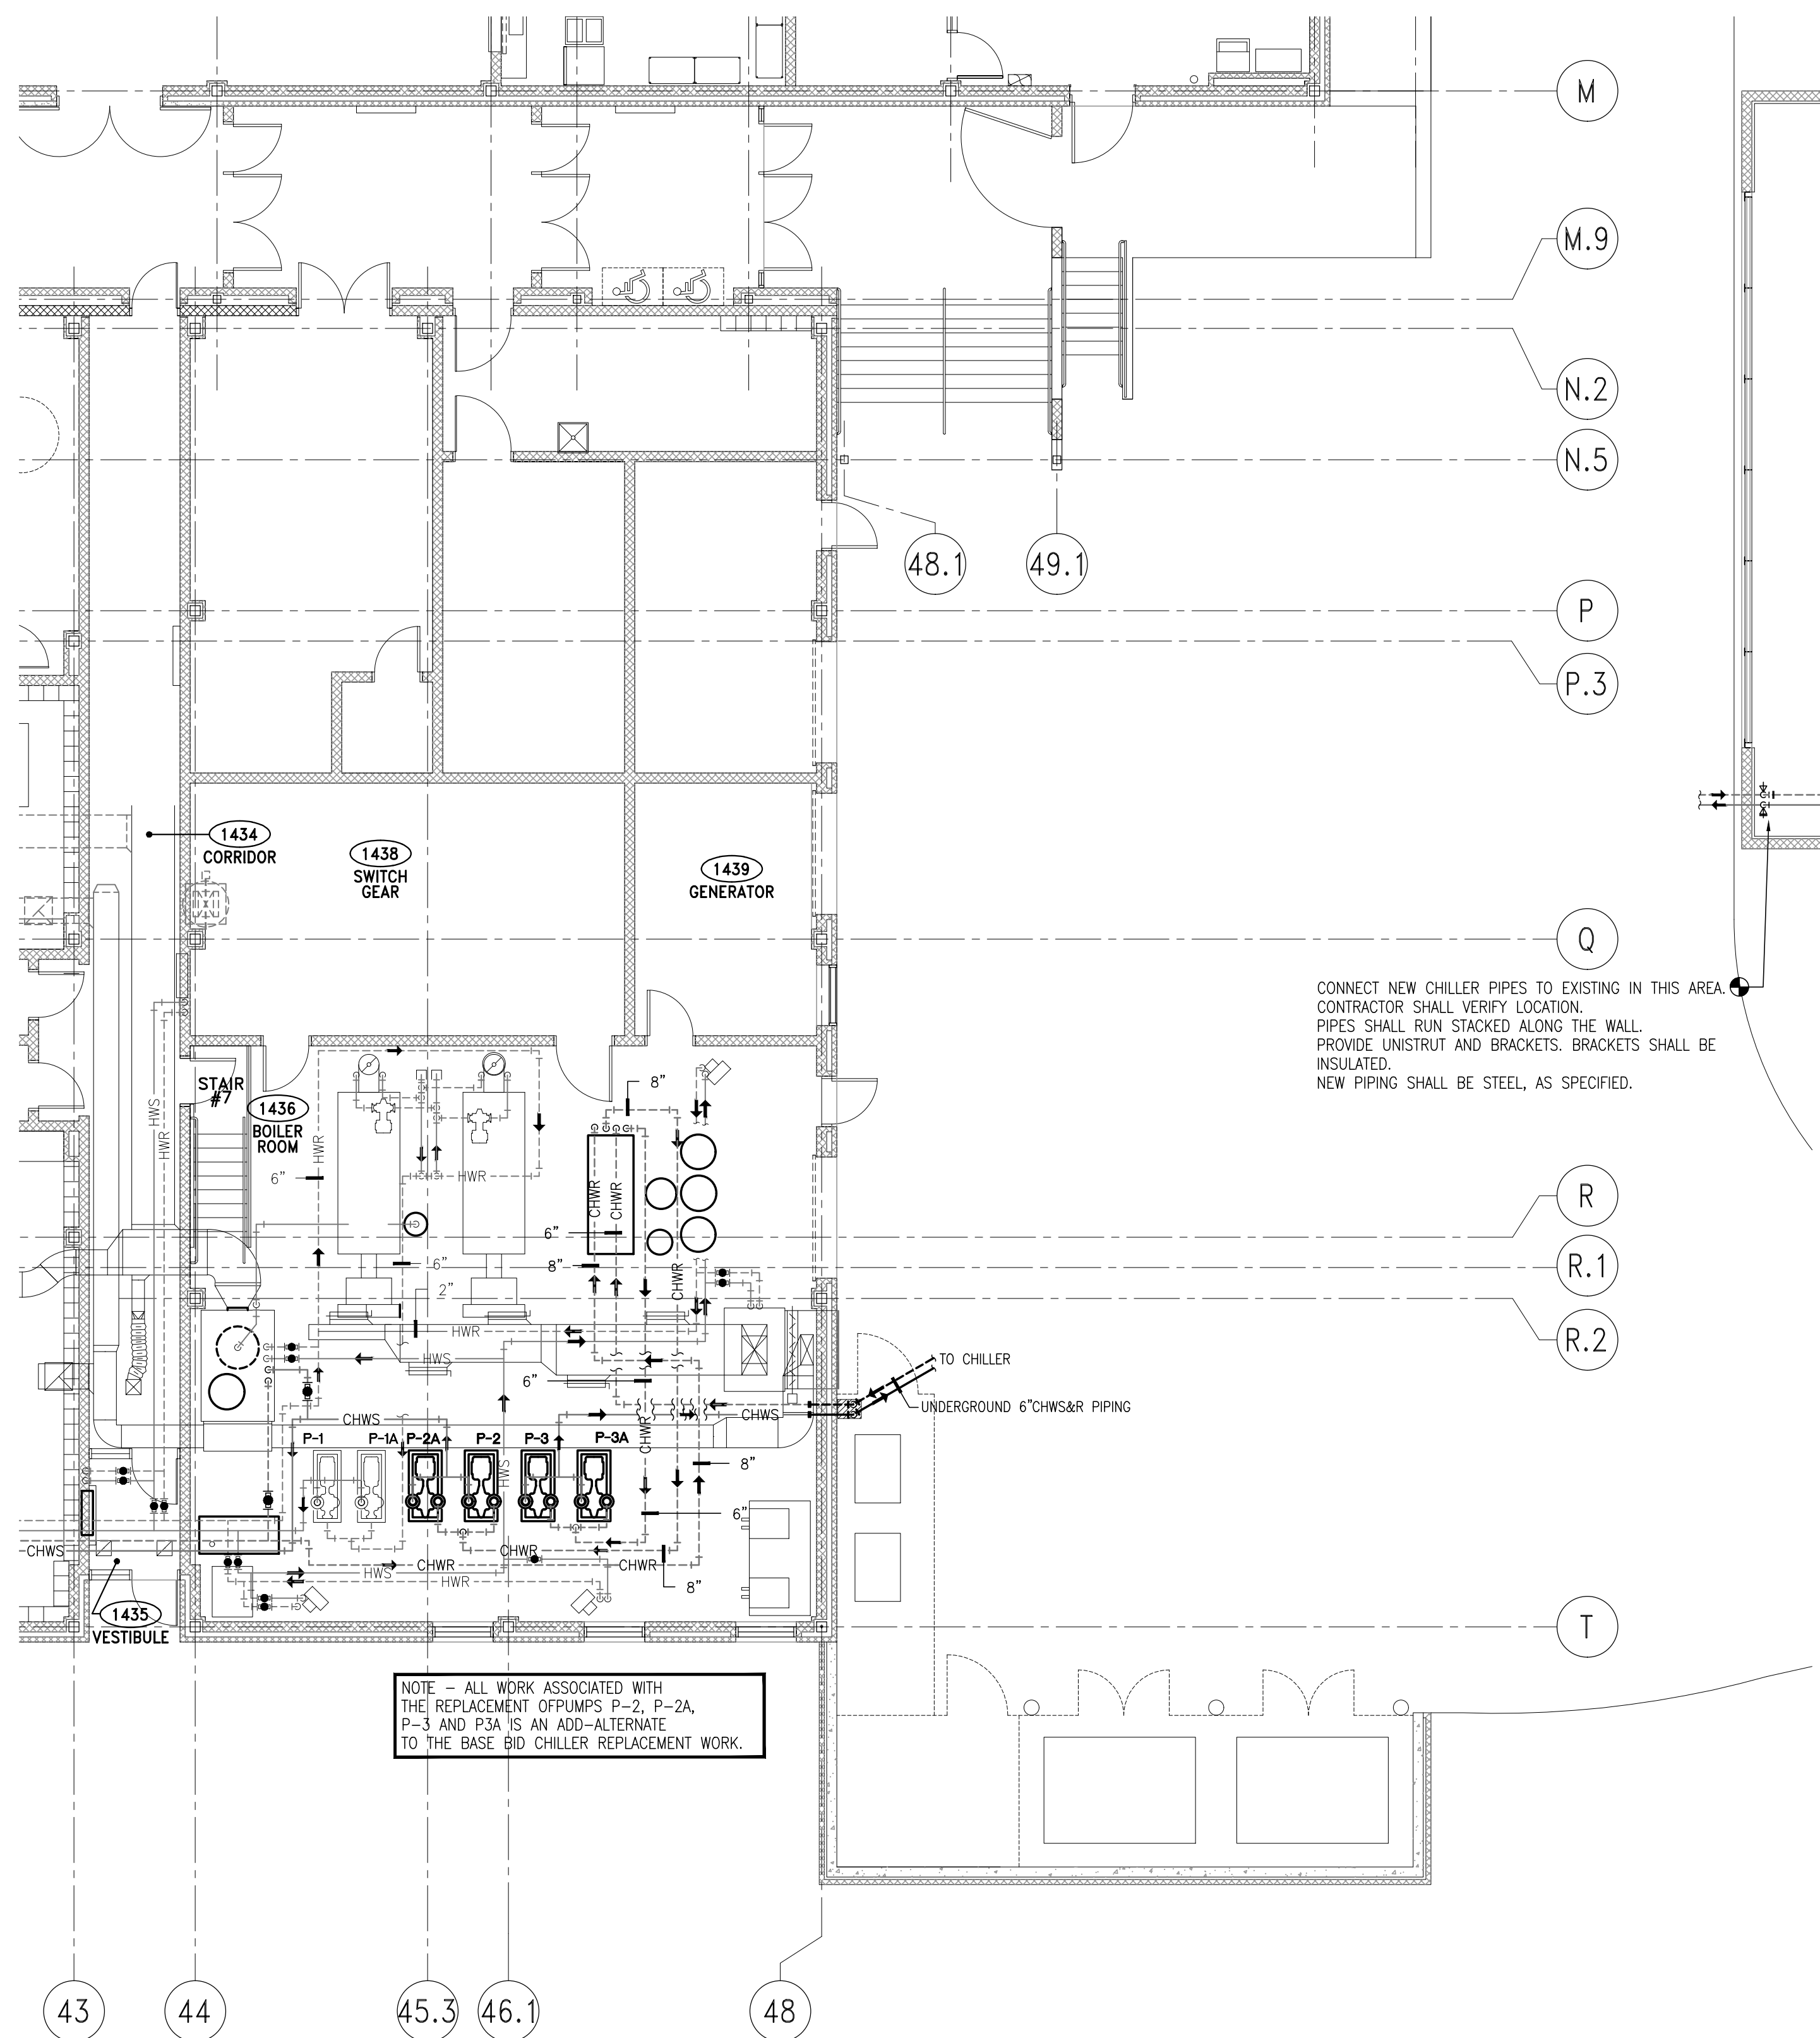 M
M.9
N.2
N.5
48.1
49.1
P
P.3
1434
CORRIDOR
1438
SWITCH
GEAR
1439
GENERATOR
Q
CONNECT NEW CHILLER PIPES TO EXISTING IN THIS AREA.
CONTRACTOR SHALL VERIFY LOCATION.
PIPES SHALL RUN STACKED ALONG THE WALL.
PROVIDE UNISTRUT AND BRACKETS. BRACKETS SHALL BE
INSULATED.
NEW PIPING SHALL BE STEEL, AS SPECIFIED.
STAIR
#7
1436
BOILER
ROOM
HWS
HWR
HWR
8"
6"
HWR
CHWR
CHWR
R
6"
6"
8"
CHWR
R.1
2"
HWR
R.2
HWS
TO CHILLER
6"
UNDERGROUND 6"CHWS&R PIPING
CHWS
CHWS
CHWR
P-1
P-1A
P-2A
P-2
P-3
P-3A
HWS
8"
6"
CHWS
CHWR
CHWR
CHWR
HWS
HWR
8"
1435
VESTIBULE
T
NOTE – ALL WORK ASSOCIATED WITH
THE REPLACEMENT OFPUMPS P–2, P–2A,
P–3 AND P3A IS AN ADD–ALTERNATE
TO THE BASE BID CHILLER REPLACEMENT WORK.
43
44
45.3
46.1
48